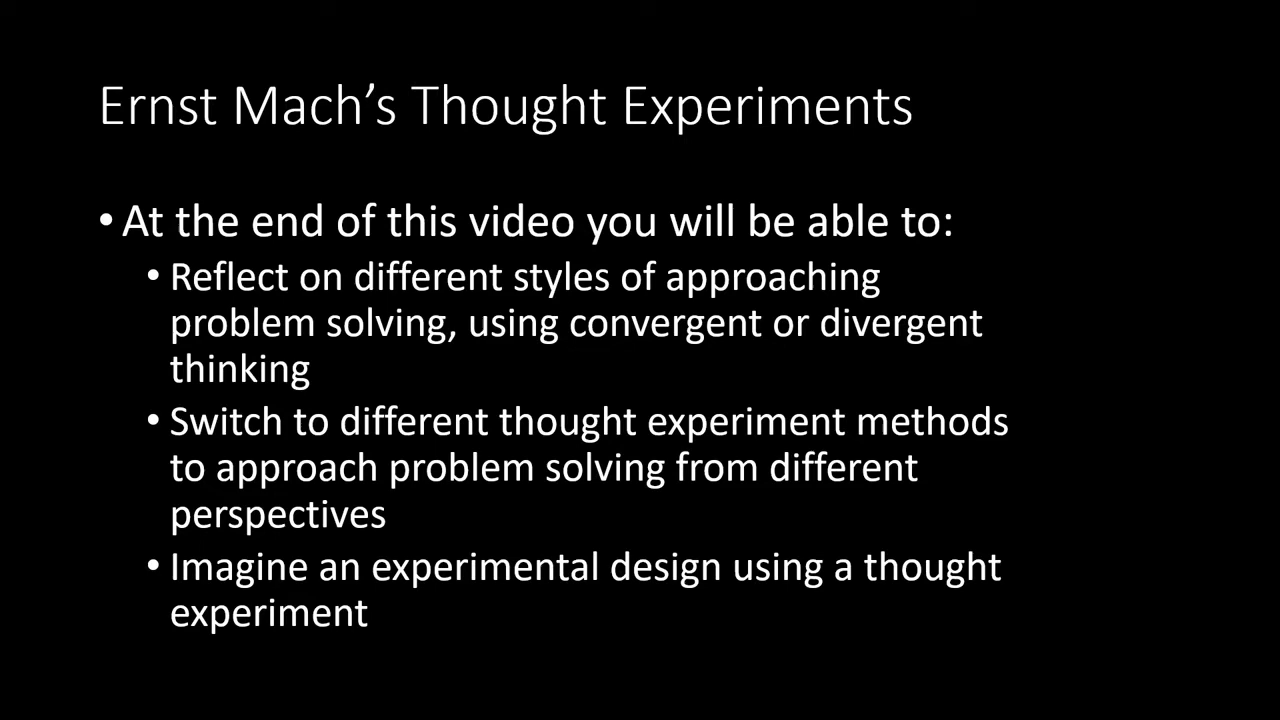 Ernst Mach’s Thought Experiments
• At the end of this video you will be able to:
• Reflect on different styles of approaching
problem solving, using convergent or divergent
thinking
• Switch to different thought experiment methods
to approach problem solving from different
perspectives
• Imagine an experimental design using a thought
experiment